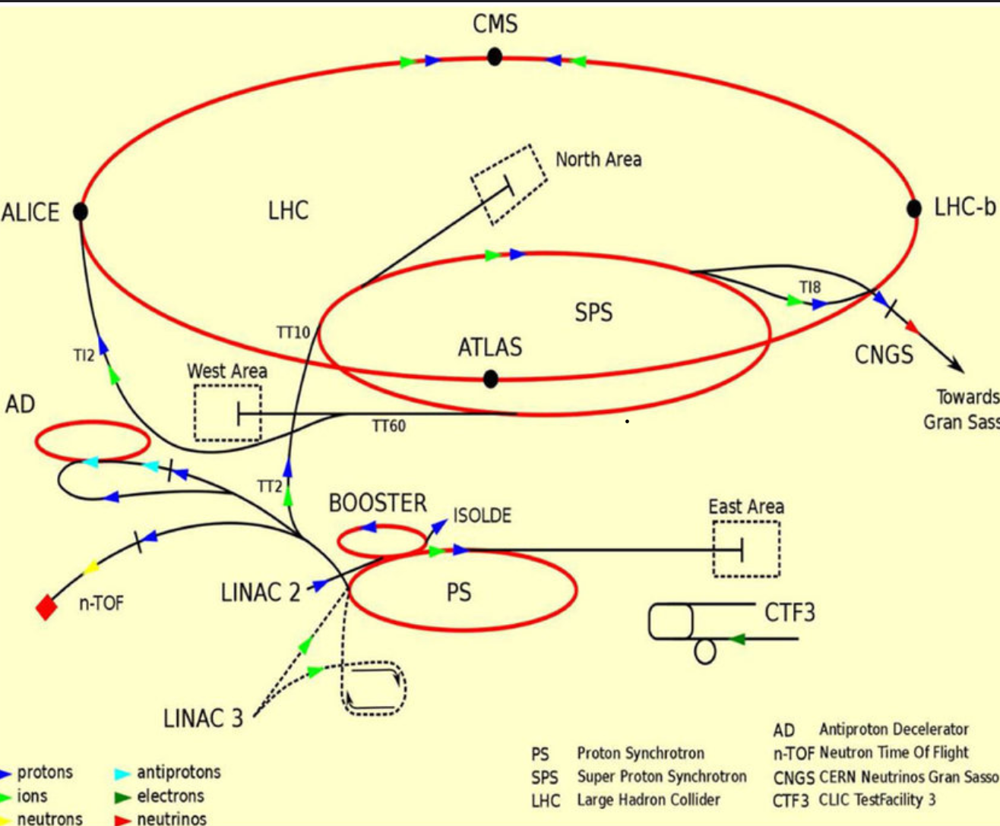 CMS
North Area
ALICE
LHC
LHC-b
TI8
SPS
TT10
ATLAS
CNGS
TI2
West Area
AD
Towards
Gran Sass
TT60
TT2
BOOSTER
ISOLDE
East Area
LINAC 2
PS
n-TOF
CTF3
LINAC 3
AD Antiproton Decelerator
PS Proton Synchrotron
n-TOF Neutron Time Of Flight
SPS Super Proton Synchrotron
CNGS CERN Neutrinos Gran Sasso
LHC Large Hadron Collider
CTF3 CLIC TestFacility 3
protons
antiprotons
ions
electrons
neutrons
neutrinos